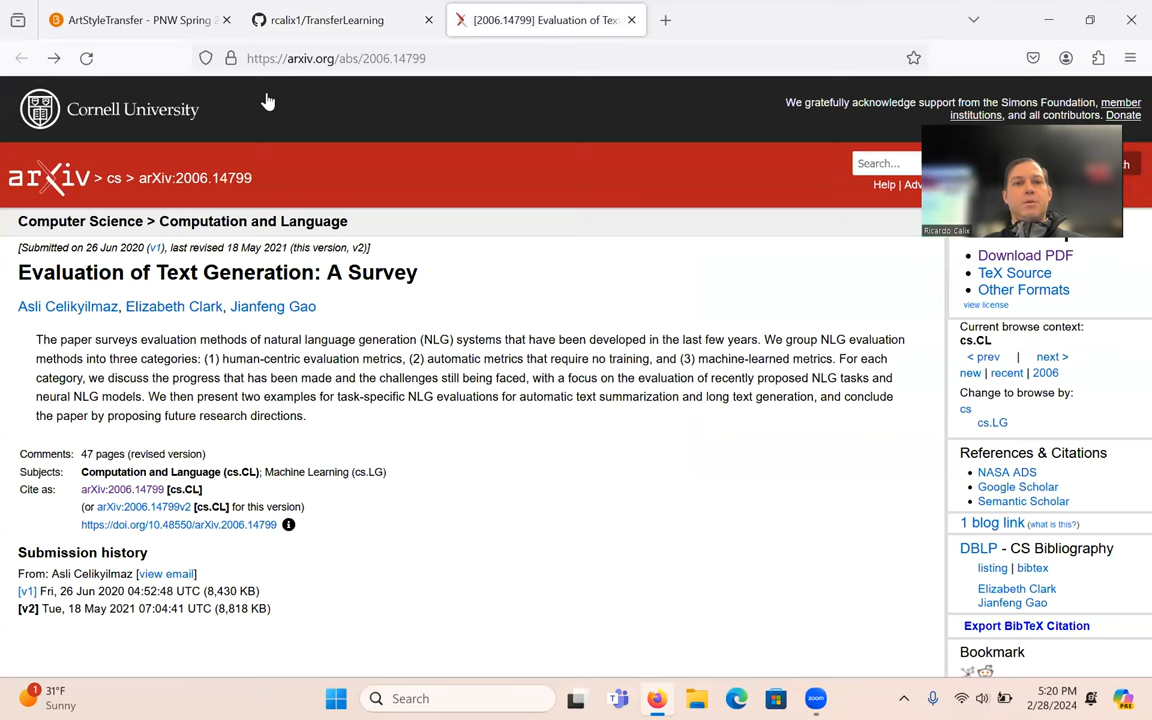 ArtStyleTransfer - PNW Spring 2
rcalix1/TransferLearning
[2006.14799] Evaluation of Tex
https://arxiv.org/abs/2006.14799
Cornell University
We gratefully acknowledge support from the Simons Foundation, member
institutions, and all contributors. Donate
arXiv > cs > arXiv:2006.14799
Search...
Help | Adv
Ricardo Calix
Computer Science > Computation and Language
[Submitted on 26 Jun 2020 (v1), last revised 18 May 2021 (this version, v2)]
Evaluation of Text Generation: A Survey
Asli Celikyilmaz, Elizabeth Clark, Jianfeng Gao
The paper surveys evaluation methods of natural language generation (NLG) systems that have been developed in the last few years. We group NLG evaluation
methods into three categories: (1) human-centric evaluation metrics, (2) automatic metrics that require no training, and (3) machine-learned metrics. For each
category, we discuss the progress that has been made and the challenges still being faced, with a focus on the evaluation of recently proposed NLG tasks and
neural NLG models. We then present two examples for task-specific NLG evaluations for automatic text summarization and long text generation, and conclude
the paper by proposing future research directions.
Comments: 47 pages (revised version)
Subjects: Computation and Language (cs.CL); Machine Learning (cs.LG)
Cite as: arXiv:2006.14799 [cs.CL]
(or arXiv:2006.14799v2 [cs.CL] for this version)
https://doi.org/10.48550/arXiv.2006.14799
Submission history
From: Asli Celikyilmaz [view email]
[v1] Fri, 26 Jun 2020 04:52:48 UTC (8,430 KB)
[v2] Tue, 18 May 2021 07:04:41 UTC (8,818 KB)
Download PDF
TeX Source
Other Formats
view license
Current browse context:
cs.CL
< prev | next >
new | recent | 2006
Change to browse by:
cs
cs.LG
References & Citations
NASA ADS
Google Scholar
Semantic Scholar
1 blog link (what is this?)
DBLP - CS Bibliography
listing | bibtex
Elizabeth Clark
Jianfeng Gao
Export BibTeX Citation
Bookmark
1
31°F
Sunny
Search
zoom
PRE
5:20 PM
2/28/2024